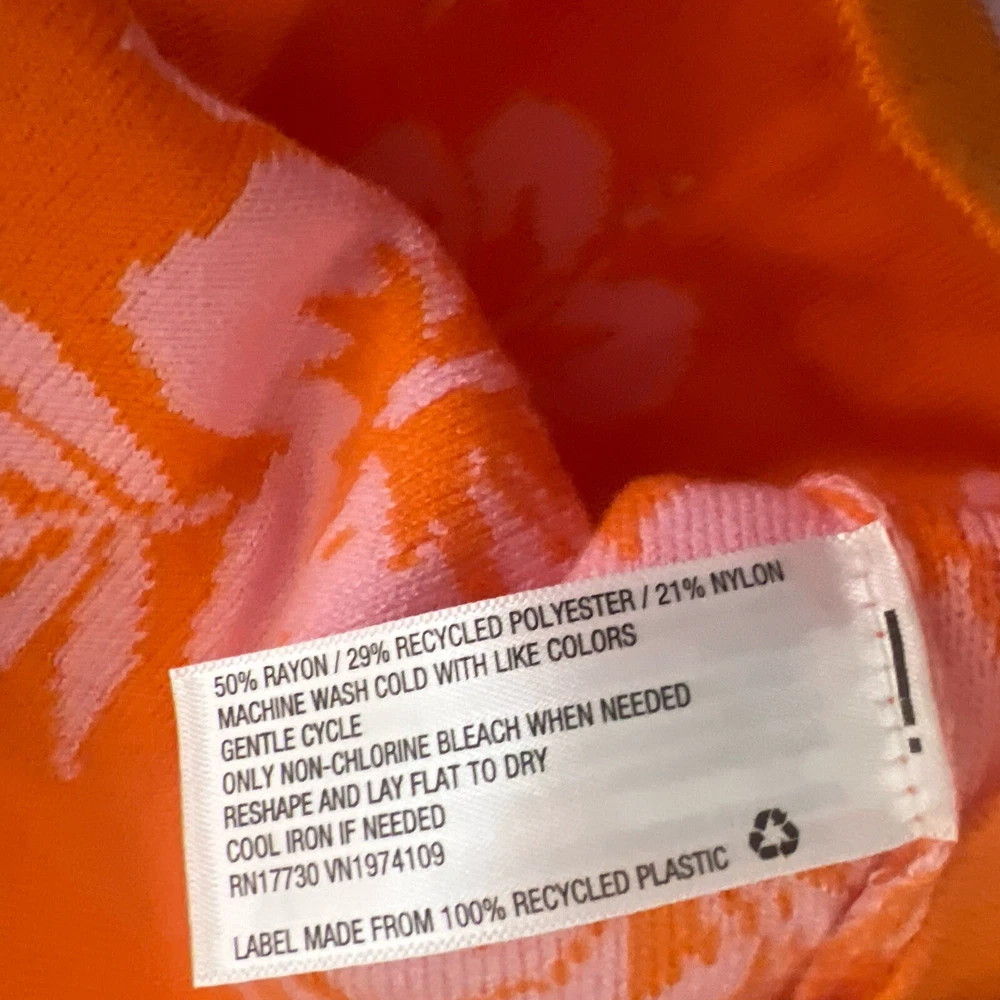 50% RAYON / 29% RECYCLED POLYESTER / 21% NYLON
MACHINE WASH COLD WITH LIKE COLORS
GENTLE CYCLE
ONLY NON-CHLORINE BLEACH WHEN NEEDED
RESHAPE AND LAY FLAT TO DRY
COOL IRON IF NEEDED
RN17730 VN1974109
LABEL MADE FROM 100% RECYCLED PLASTIC